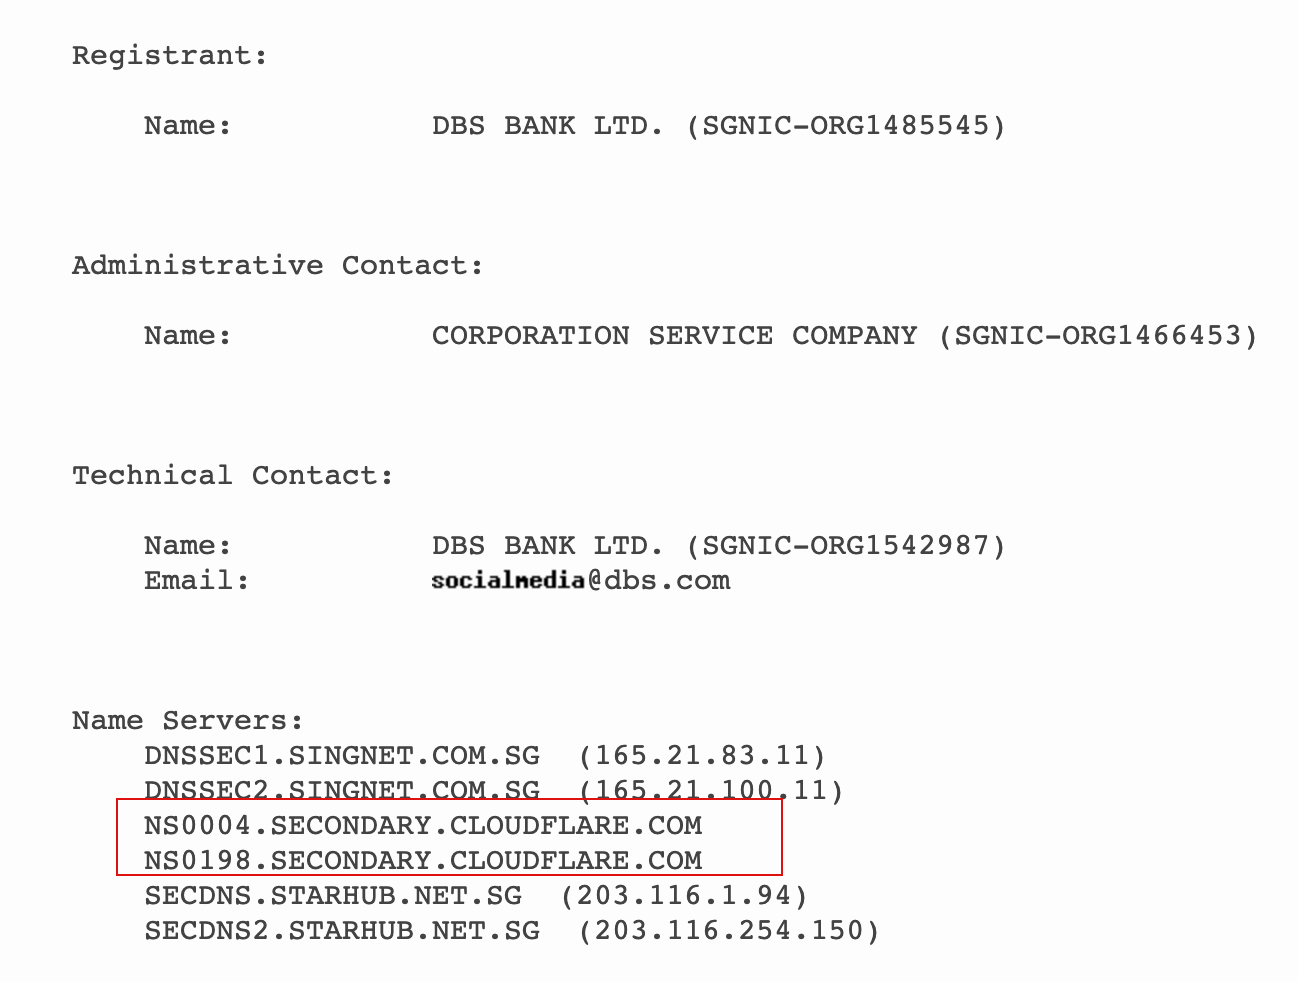 Registrant:
Name: DBS BANK LTD. (SGNIC-ORG1485545)
Administrative Contact:
Name: CORPORATION SERVICE COMPANY (SGNIC-ORG1466453)
Technical Contact:
Name: DBS BANK LTD. (SGNIC-ORG1542987)
Email: socialmedia@dbs.com
Name Servers:
DNSSEC1.SINGNET.COM.SG (165.21.83.11)
DNSSEC2.SINGNET.COM.SG (165.21.100.11)
NS0004.SECONDARY.CLOUDFLARE.COM
NS0198.SECONDARY.CLOUDFLARE.COM
SECDNS.STARHUB.NET.SG (203.116.1.94)
SECDNS2.STARHUB.NET.SG (203.116.254.150)